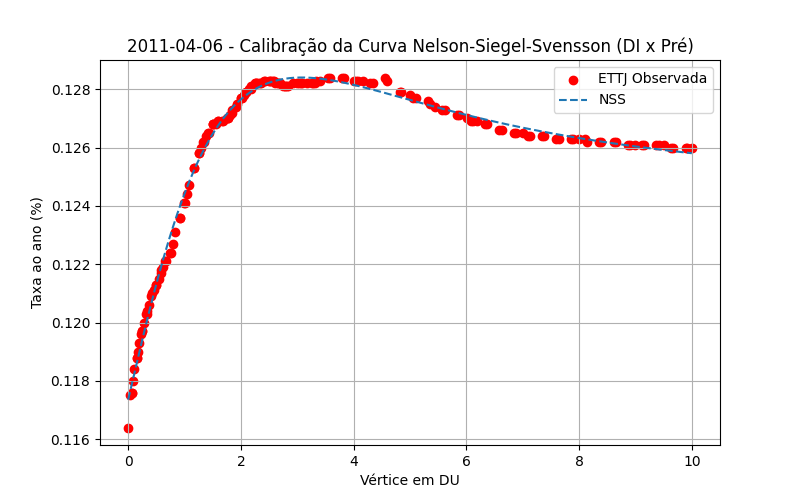 2011-04-06 - Calibração da Curva Nelson-Siegel-Svensson (DI x Pré)
ETTJ Observada
NSS
Taxa ao ano (%)
0.128
0.126
0.124
0.122
0.120
0.118
0.116
0 2 4 6 8 10
Vértice em DU